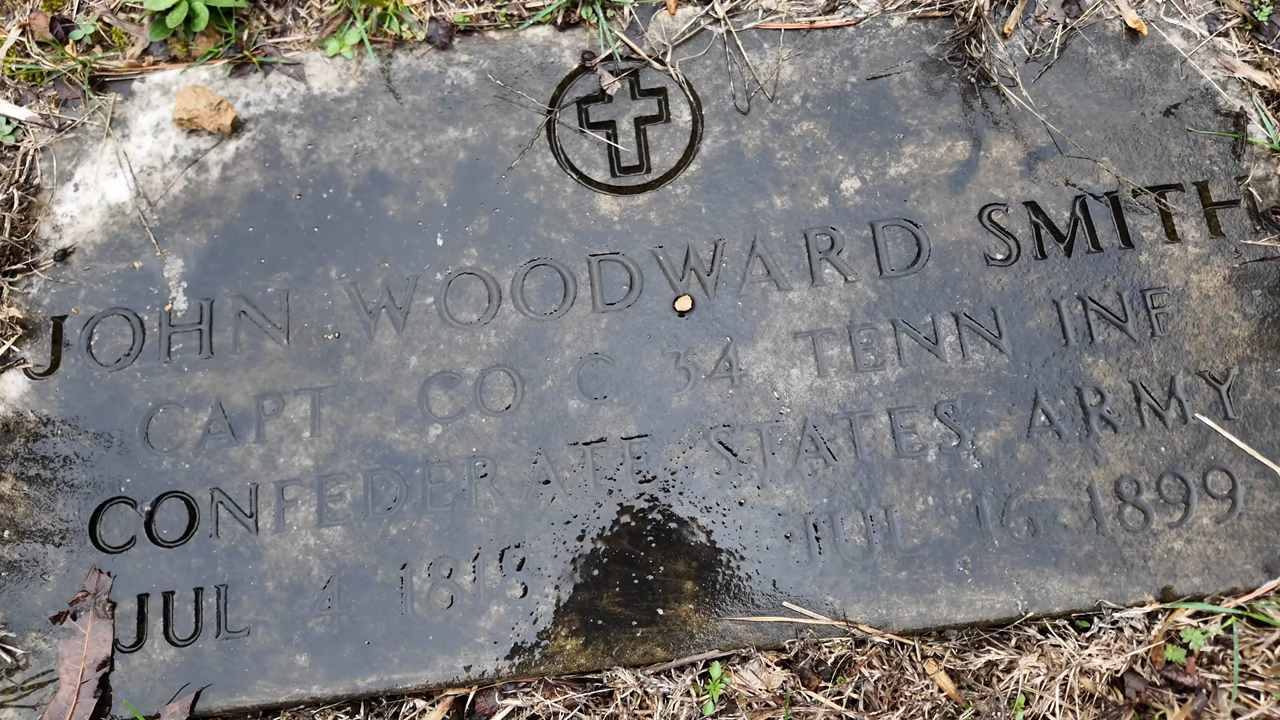 JOHN WOODWARD SMITH
CAPT CO C 34 TENN INF
CONFEDERATE STATES ARMY
JUL 4 1818 JUL 16 1899